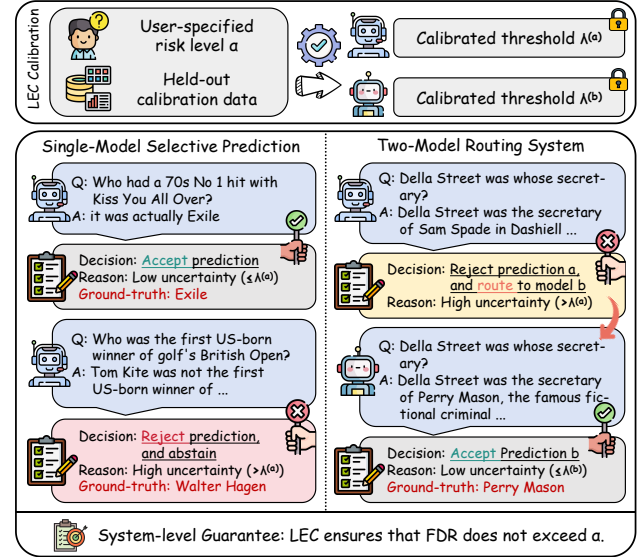 LEC Calibration
User-specified
risk level α
Held-out
calibration data
Calibrated threshold λ(a)
Calibrated threshold λ(b)
Single-Model Selective Prediction
Q: Who had a 70s No 1 hit with
Kiss You All Over?
A: it was actually Exile
Decision: Accept prediction
Reason: Low uncertainty (≤λ(a))
Ground-truth: Exile
Q: Who was the first US-born
winner of golf's British Open?
A: Tom Kite was not the first
US-born winner of ...
Decision: Reject prediction,
and abstain
Reason: High uncertainty (>λ(a))
Ground-truth: Walter Hagen
Two-Model Routing System
Q: Della Street was whose secret-
ary?
A: Della Street was the secretary
of Sam Spade in Dashiell ...
Decision: Reject prediction a,
and route to model b
Reason: High uncertainty (>λ(a))
Q: Della Street was whose secret-
ary?
A: Della Street was the secretary
of Perry Mason, the famous fic-
tional criminal ...
Decision: Accept Prediction b
Reason: Low uncertainty (≤λ(b))
Ground-truth: Perry Mason
System-level Guarantee: LEC ensures that FDR does not exceed α.